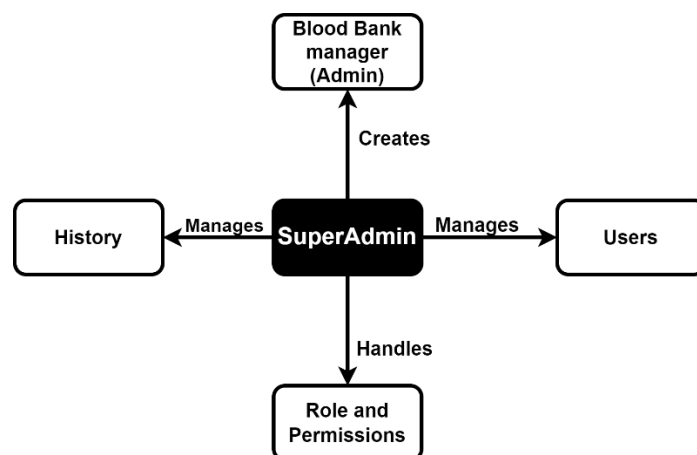 Blood Bank
manager
(Admin)
Creates
History
Manages
SuperAdmin
Manages
Users
Handles
Role and
Permissions